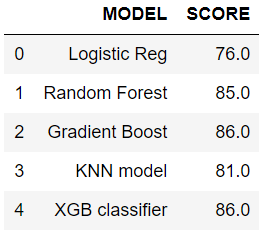 MODEL SCORE
0 Logistic Reg 76.0
1 Random Forest 85.0
2 Gradient Boost 86.0
3 KNN model 81.0
4 XGB classifier 86.0